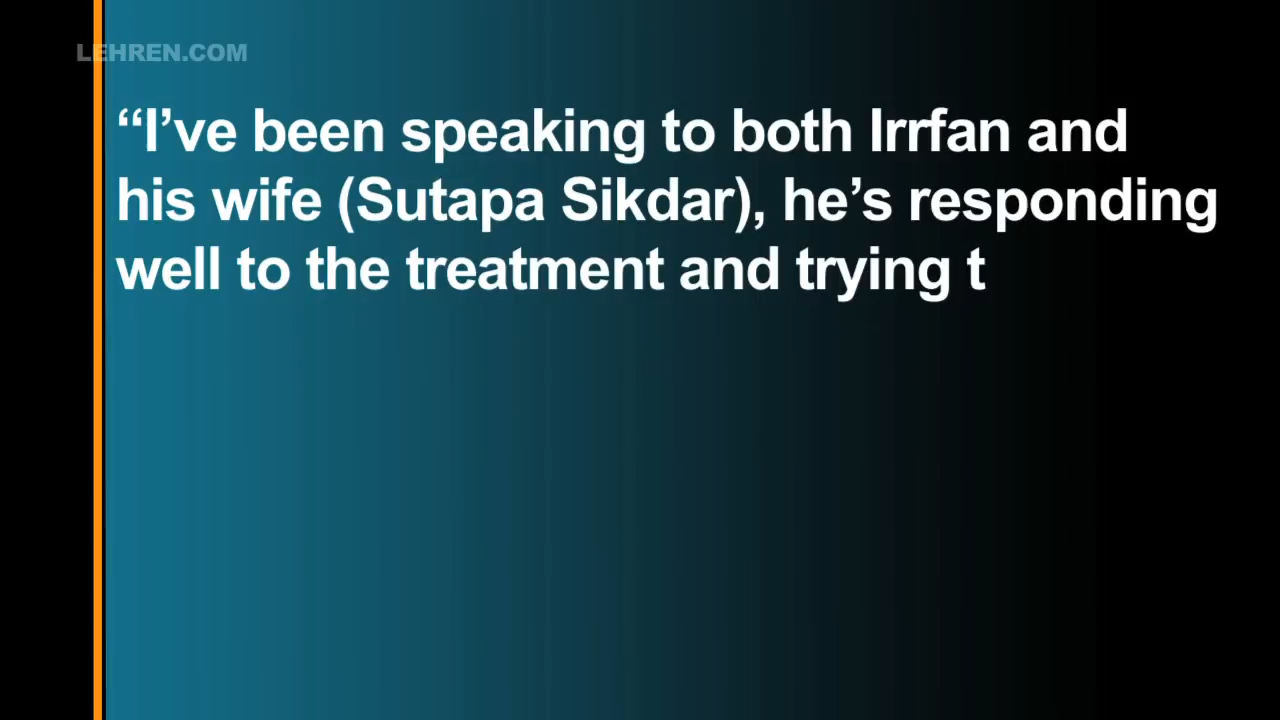 LEHREN.COM
“I’ve been speaking to both Irrfan and
his wife (Sutapa Sikdar), he’s responding
well to the treatment and trying t